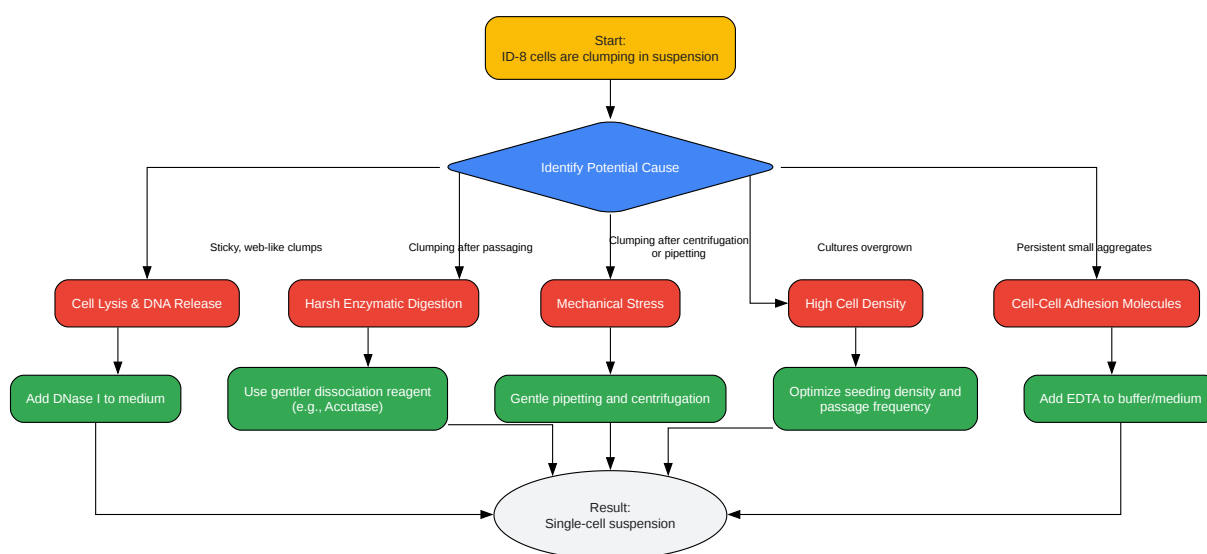 Start:
ID-8 cells are clumping in suspension
Identify Potential Cause
Sticky, web-like clumps
Clumping after passaging
Clumping after centrifugation
or pipetting
Cultures overgrown
Persistent small aggregates
Cell Lysis & DNA Release
Harsh Enzymatic Digestion
Mechanical Stress
High Cell Density
Cell-Cell Adhesion Molecules
Add DNase I to medium
Use gentler dissociation reagent
(e.g., Accutase)
Gentle pipetting and centrifugation
Optimize seeding density and
passage frequency
Add EDTA to buffer/medium
Result:
Single-cell suspension